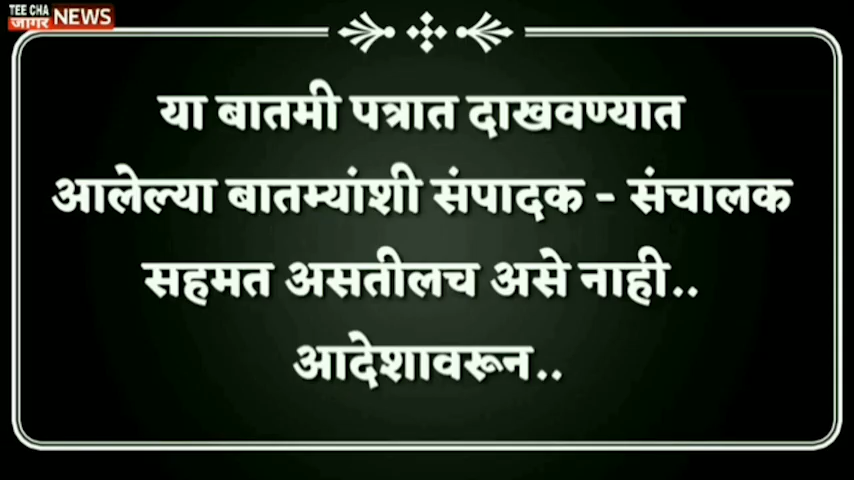 TEE CHA
जागर NEWS
या बातमी पत्रात दाखवण्यात
आलेल्या बातम्यांशी संपादक - संचालक
सहमत असतीलच असे नाही..
आदेशावरून..